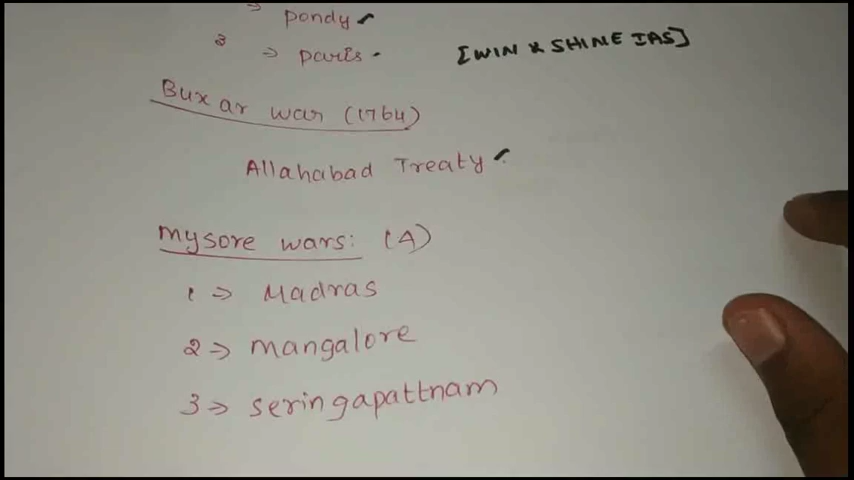 ⇒ Pondy
3 ⇒ Paris
[WIN & SHINE IAS]
Buxar war (1764)
Allahabad Treaty
Mysore wars: (4)
1 ⇒ Madras
2 ⇒ mangalore
3 ⇒ seringapattnam